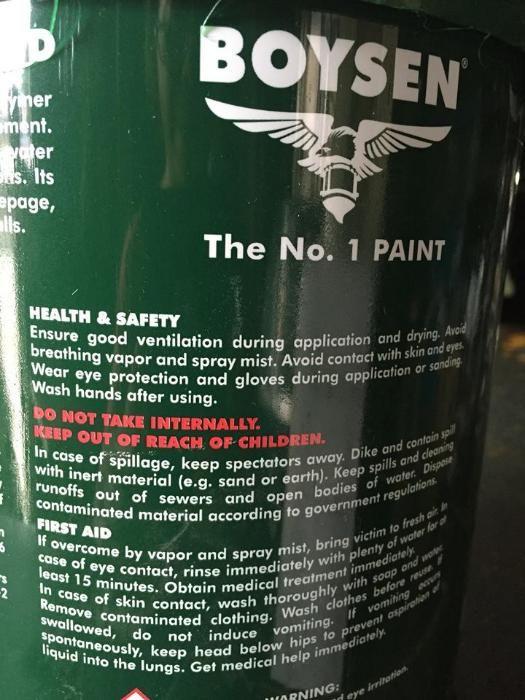 D
BOYSEN®
ment.
water
Its
epage,
The No. 1 PAINT
HEALTH & SAFETY
Ensure good ventilation during application and drying. Avoid
breathing vapor and spray mist. Avoid contact with skin and eyes.
Wear eye protection and gloves during application or sanding.
Wash hands after using.
DO NOT TAKE INTERNALLY.
KEEP OUT OF REACH OF CHILDREN.
In case of spillage, keep spectators away. Dike and contain spill
with inert material (e.g. sand or earth). Keep spills and cleaning
runoffs out of sewers and open bodies of water. Dispose
contaminated material according to government regulations.
FIRST AID
If overcome by vapor and spray mist, bring victim to fresh air. In
case of eye contact, rinse immediately with plenty of water for at
least 15 minutes. Obtain medical treatment immediately.
In case of skin contact, wash thoroughly with soap and water.
Remove contaminated clothing. Wash clothes before reuse. If
swallowed, do not induce vomiting. If vomiting occurs
spontaneously, keep head below hips to prevent aspiration of
liquid into the lungs. Get medical help immediately.
WARNING:
eye irritation.